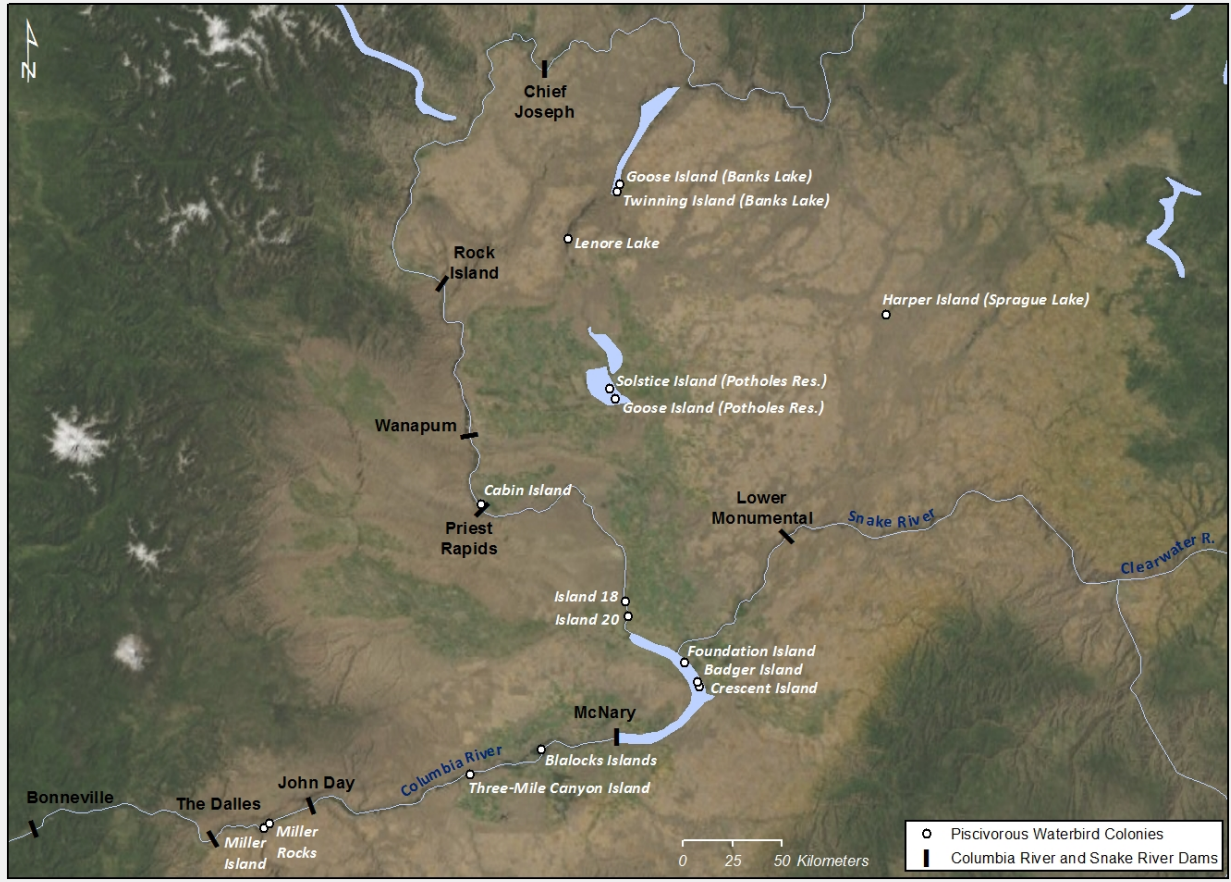 N
Chief
Joseph
Goose Island (Banks Lake)
Twinning Island (Banks Lake)
Lenore Lake
Rock
Island
Harper Island (Sprague Lake)
Solstice Island (Potholes Res.)
Goose Island (Potholes Res.)
Wanapum
Cabin Island
Priest
Rapids
Lower
Monumental
Snake River
Clearwater R.
Island 18
Island 20
Foundation Island
Badger Island
Crescent Island
McNary
Blalocks Islands
Columbia River
Three-Mile Canyon Island
John Day
The Dalles
Bonneville
Miller
Island
Miller
Rocks
0 25 50 Kilometers
Piscivorous Waterbird Colonies
Columbia River and Snake River Dams